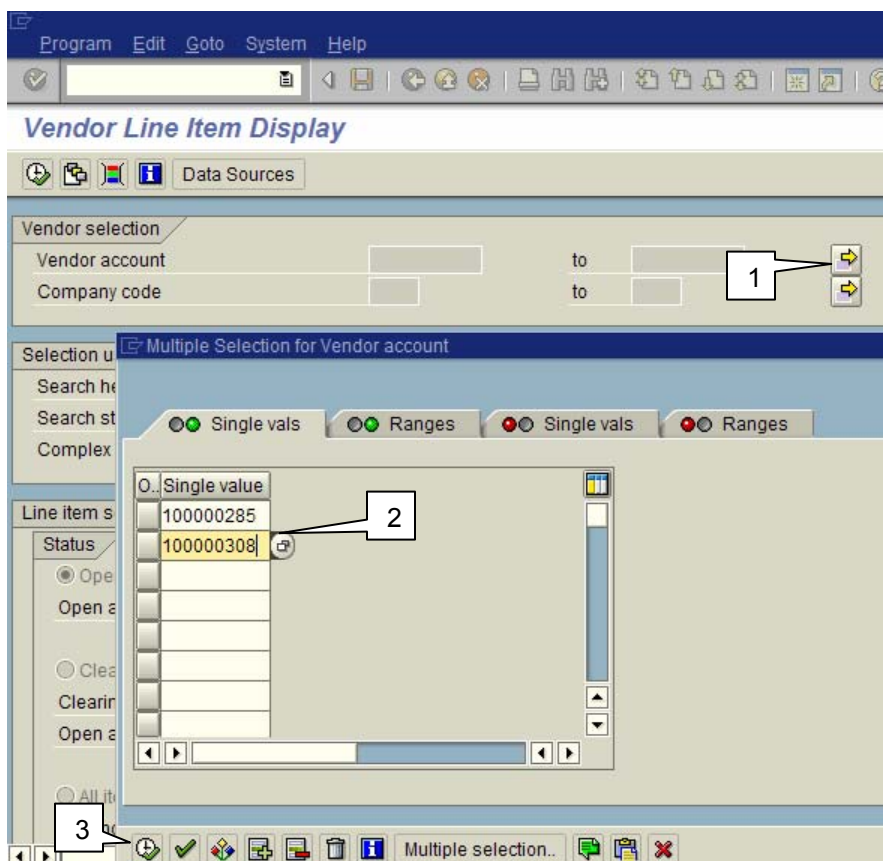 Program Edit Goto System Help
Vendor Line Item Display
Data Sources
Vendor selection
Vendor account to
1
Company code to
Multiple Selection for Vendor account
Selection u
Search he
Search st
Complex
Single vals Ranges Single vals Ranges
O.. Single value
100000285
2
100000308
Line item s
Status
Ope
Open a
Clea
Clearin
Open a
All ite
3
Multiple selection..